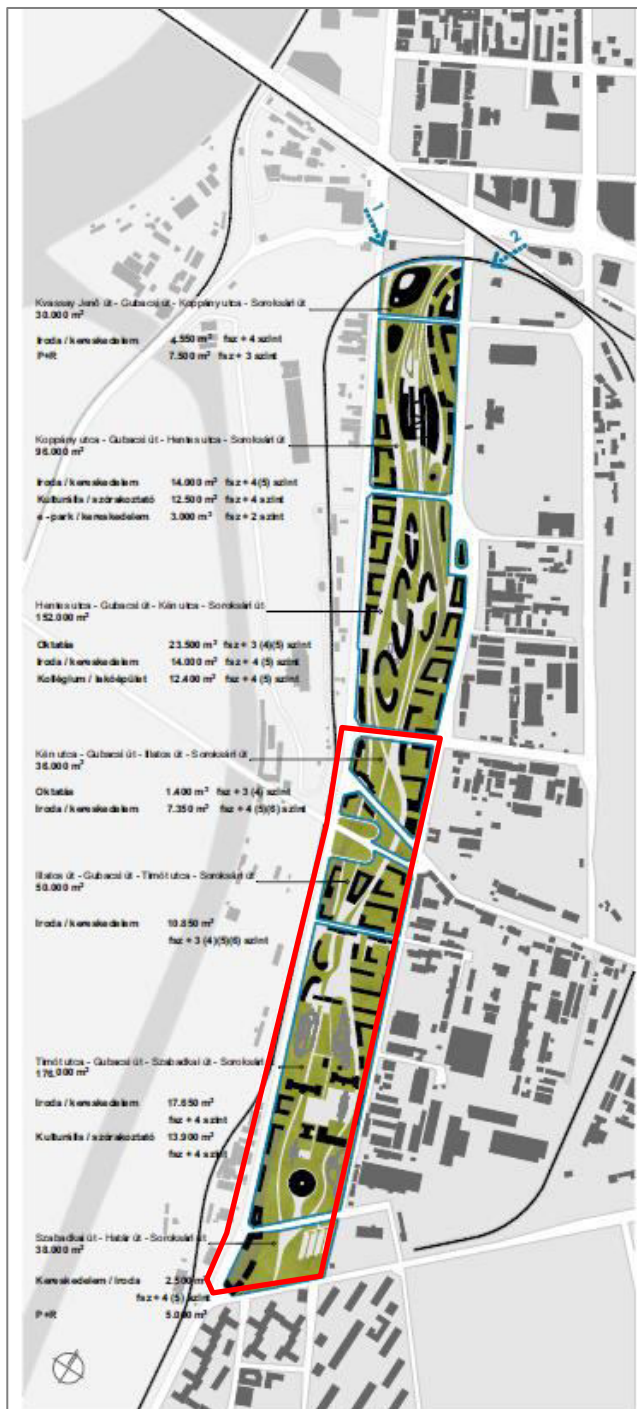 1
2
Kvassay Jenő út - Gubacsi út - Koppány utca - Soroksári út
30.000 m²
Iroda / kereskedelem 4.550 m² fsz + 4 szint
P+R 7.500 m² fsz + 3 szint
Koppány utca - Gubacsi út - Hentes utca - Soroksári út
96.000 m²
Iroda / kereskedelem 14.000 m² fsz + 4(5) szint
Kulturális / szórakoztató 12.500 m² fsz + 4 szint
e - park / kereskedelem 3.000 m² fsz + 2 szint
Hentes utca - Gubacsi út - Kén utca - Soroksári út
152.000 m²
Oktatás 23.500 m² fsz + 3 (4)(5) szint
Iroda / kereskedelem 14.000 m² fsz + 4 (5) szint
Kollégium / lakóépület 12.400 m² fsz + 4 (5) szint
Kén utca - Gubacsi út - Illatos út - Soroksári út
36.000 m²
Oktatás 1.400 m² fsz + 3 (4) szint
Iroda / kereskedelem 7.350 m² fsz + 4 (5)(6) szint
Illatos út - Gubacsi út - Timót utca - Soroksári út
50.000 m²
Iroda / kereskedelem 10.850 m²
fsz + 3 (4)(5)(6) szint
Timót utca - Gubacsi út - Szabadkai út - Soroksári út
176.000 m²
Iroda / kereskedelem 17.650 m²
fsz + 4 szint
Kulturális / szórakoztató 13.900 m²
fsz + 4 szint
Szabadkai út - Határ út - Soroksári út
38.000 m²
Kereskedelem / Iroda 2.500 m²
fsz + 4 (5) szint
P+R 5.000 m²